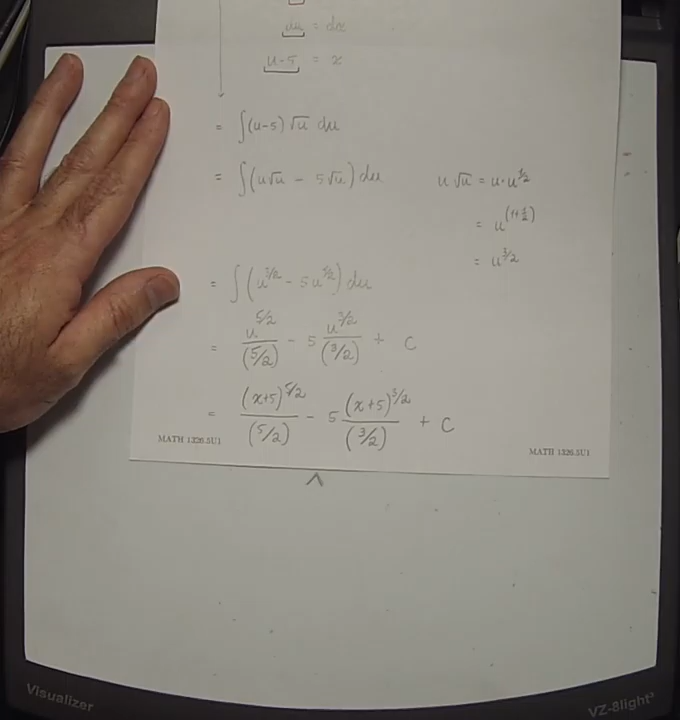 du = dx
u-5 = x
= ∫(u-5) √u du
= ∫(u√u - 5√u) du
u √u = u·u^{1/2}
= u^{(1+1/2)}
= u^{3/2}
= ∫(u^{3/2} - 5u^{1/2}) du
= u^{5/2}/(5/2) - 5 u^{3/2}/(3/2) + C
= (x+5)^{5/2}/(5/2) - 5 (x+5)^{3/2}/(3/2) + C
MATH 1326.5U1 MATH 1326.5U1
^
Visualizer VZ-8light³